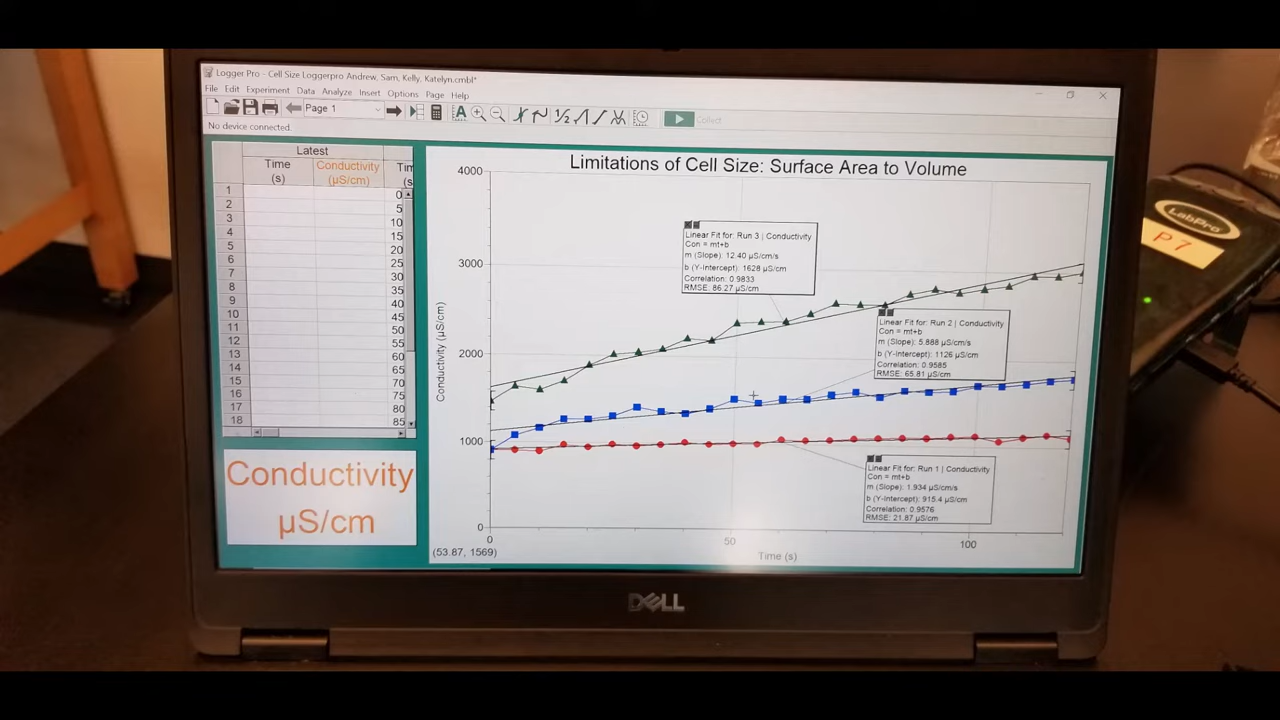 Logger Pro - Cell Size Loggerpro Andrew, Sam, Kelly, Katelyn.cmbl*
File Edit Experiment Data Analyze Insert Options Page Help
Page 1
Collect
No device connected.
Latest
Time Conductivity Tin
(s) (µS/cm) (s
1 0
2 5
3 10
4 15
5 20
6 25
7 30
8 35
9 40
10 45
11 50
12 55
13 60
14 65
15 70
16 75
17 80
18 85
Conductivity
µS/cm
Limitations of Cell Size: Surface Area to Volume
4000
3000
2000
1000
0
Conductivity (µS/cm)
Linear Fit for: Run 3 | Conductivity
Con = mt+b
m (Slope): 12.40 µS/cm/s
b (Y-Intercept): 1628 µS/cm
Correlation: 0.9833
RMSE: 86.27 µS/cm
Linear Fit for: Run 2 | Conductivity
Con = mt+b
m (Slope): 5.888 µS/cm/s
b (Y-Intercept): 1126 µS/cm
Correlation: 0.9585
RMSE: 65.81 µS/cm
Linear Fit for: Run 1 | Conductivity
Con = mt+b
m (Slope): 1.934 µS/cm/s
b (Y-Intercept): 915.4 µS/cm
Correlation: 0.9576
RMSE: 21.87 µS/cm
0 50 100
(53.87, 1569)
Time (s)
DELL
LabPro
P7